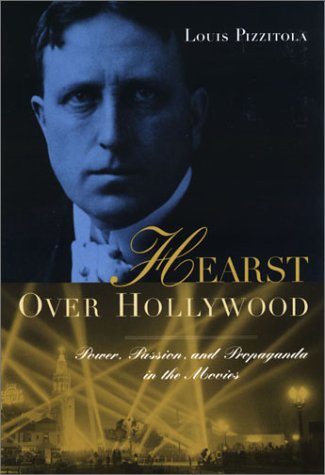 Louis Pizzitola
Hearst
Over Hollywood
Power, Passion, and Propaganda
in the Movies